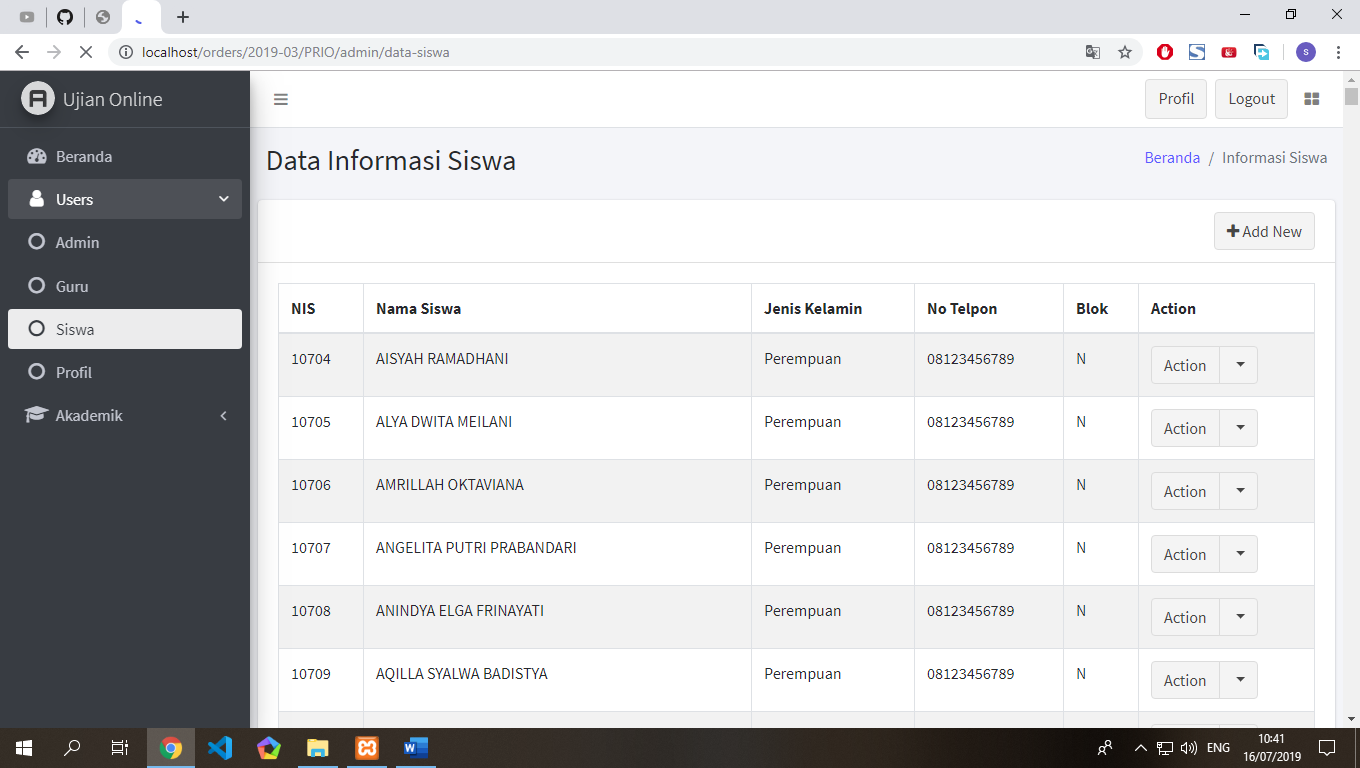 localhost/orders/2019-03/PRIO/admin/data-siswa
S
Ujian Online
Profil
Logout
Beranda
Users
Admin
Guru
Siswa
Profil
Akademik
Data Informasi Siswa
Beranda / Informasi Siswa
Add New
NIS Nama Siswa Jenis Kelamin No Telpon Blok Action
10704 AISYAH RAMADHANI Perempuan 08123456789 N Action
10705 ALYA DWITA MEILANI Perempuan 08123456789 N Action
10706 AMRILLAH OKTAVIANA Perempuan 08123456789 N Action
10707 ANGELITA PUTRI PRABANDARI Perempuan 08123456789 N Action
10708 ANINDYA ELGA FRINAYATI Perempuan 08123456789 N Action
10709 AQILLA SYALWA BADISTYA Perempuan 08123456789 N Action
ENG
10:41
16/07/2019